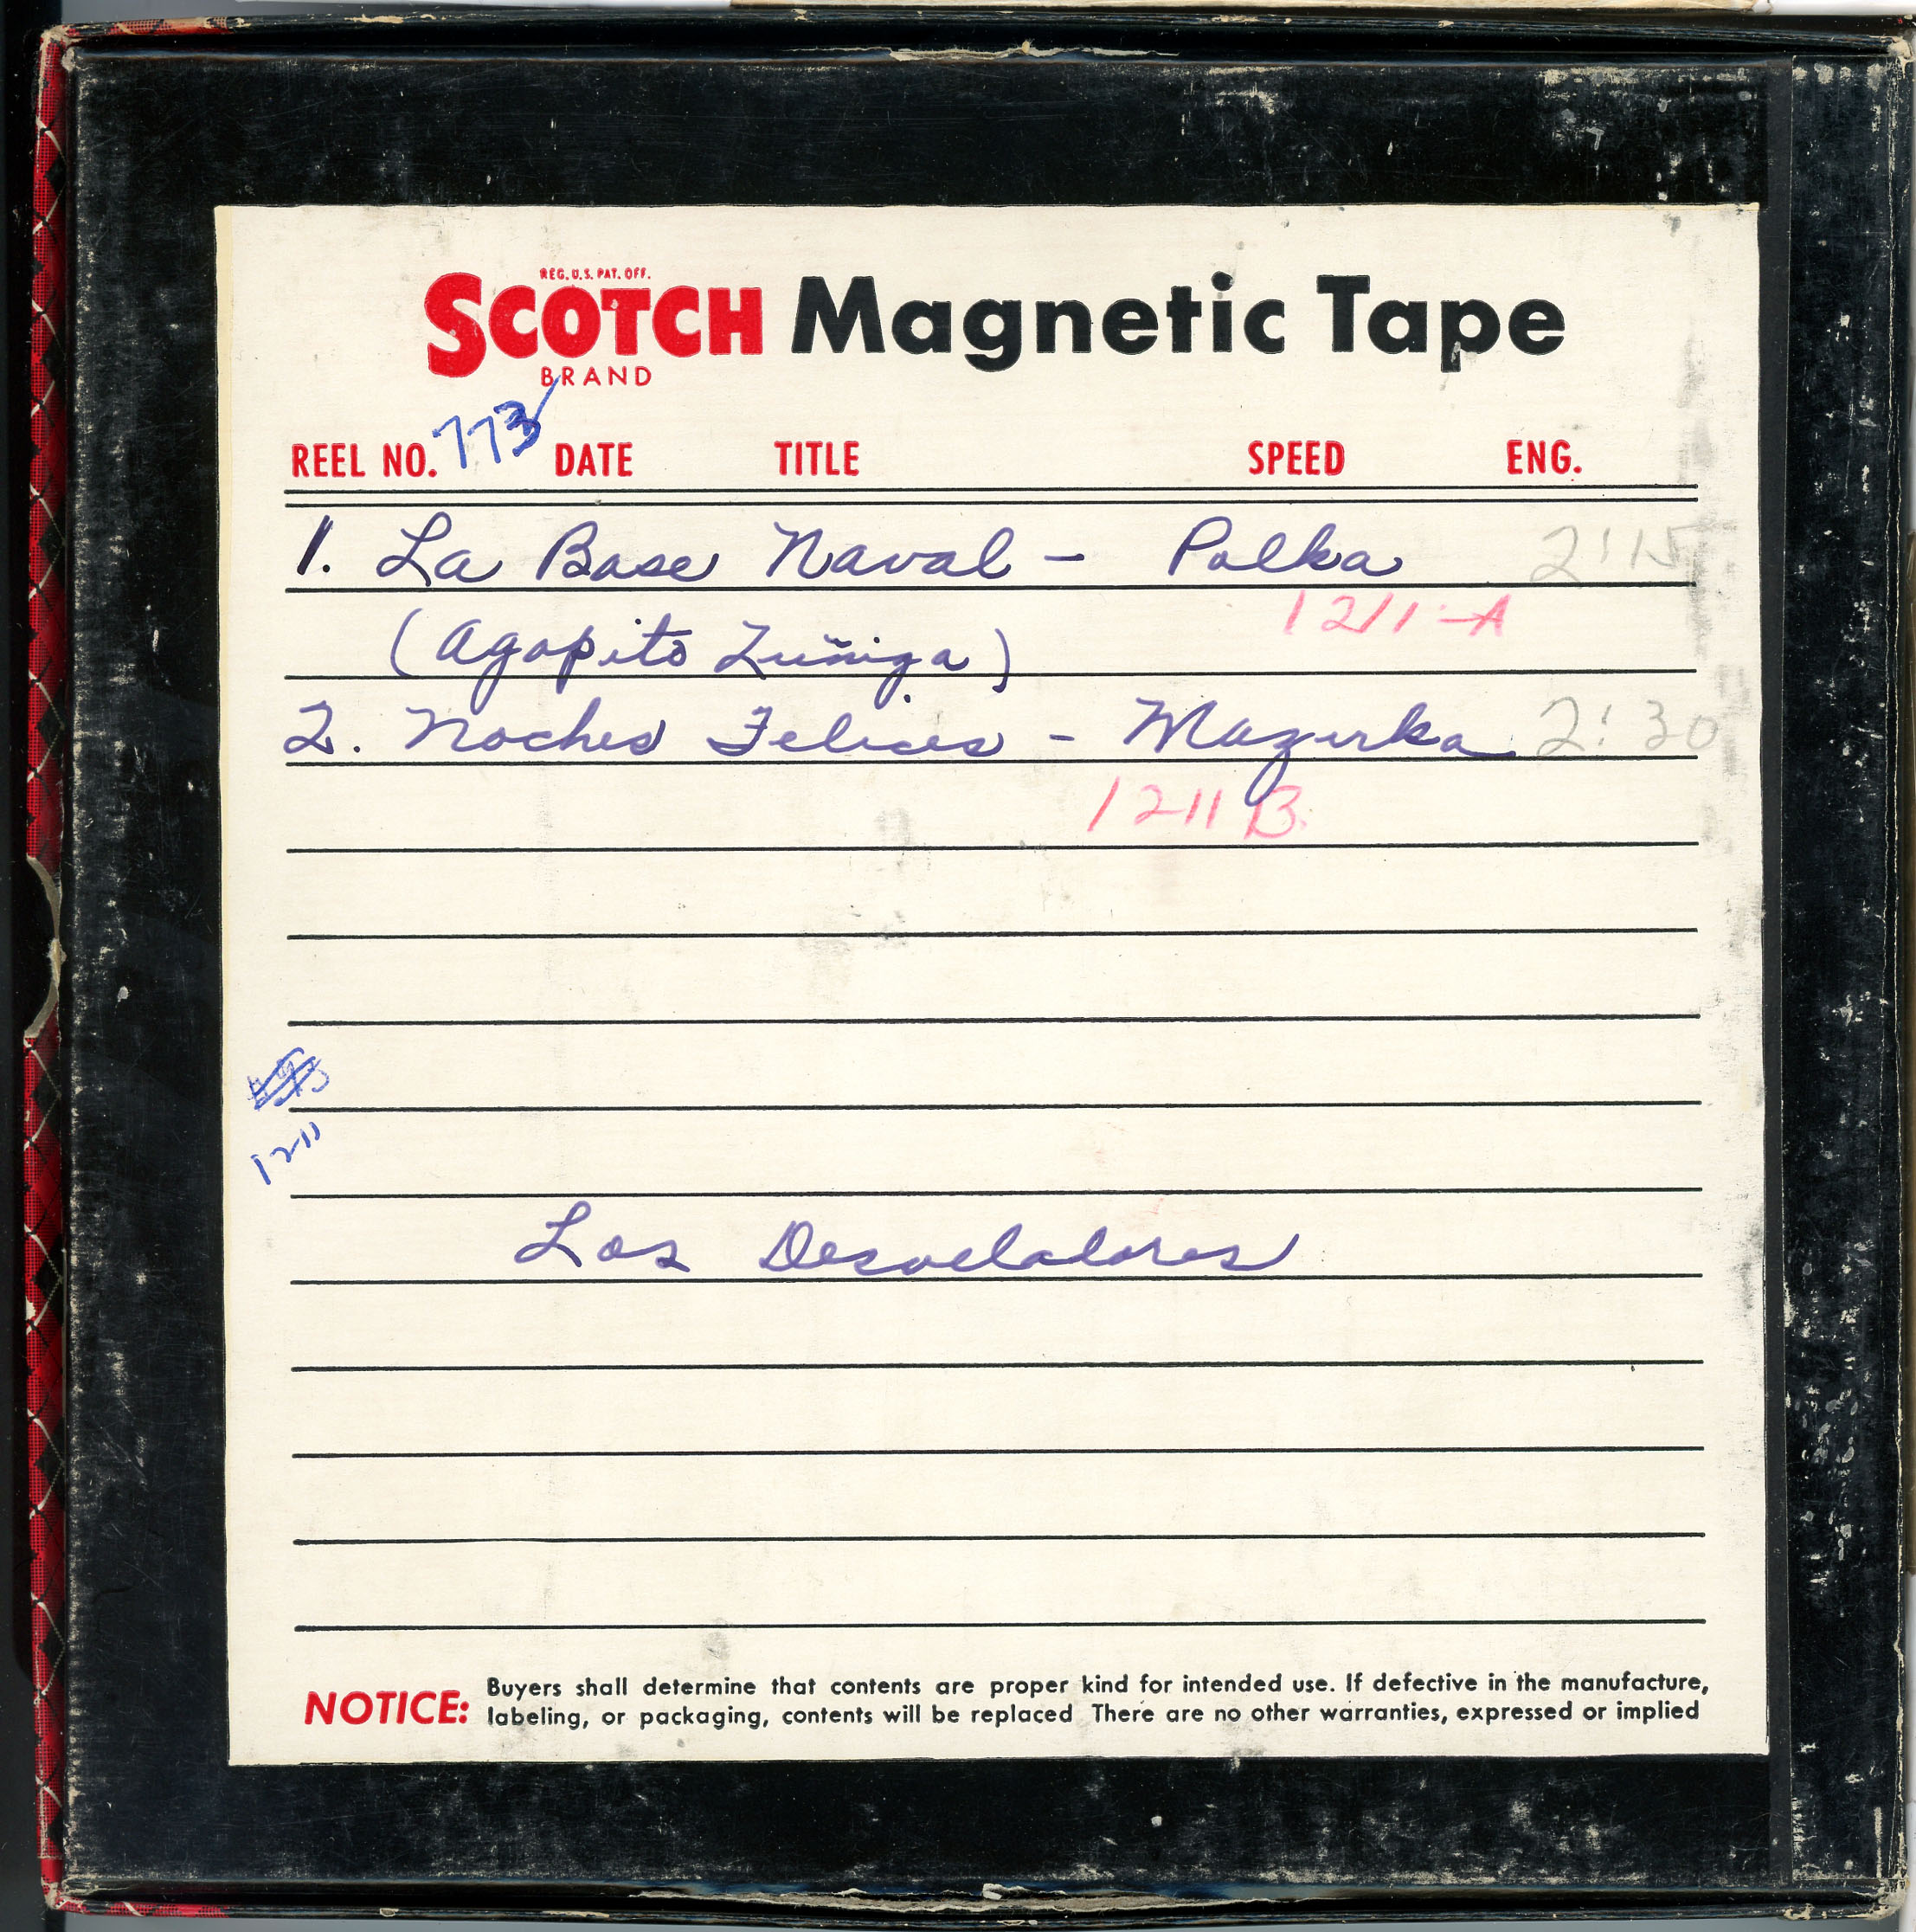 REG. U.S. PAT. OFF.
SCOTCH Magnetic Tape
BRAND
REEL NO. 773 DATE TITLE SPEED ENG.
1. La Base Naval - Polka 2:15
1211-A
(Agapito Zuñiga)
2. Noches Felices - Mazurka 2:30
1211 B
1211
Los Desveladores
NOTICE: Buyers shall determine that contents are proper kind for intended use. If defective in the manufacture,
labeling, or packaging, contents will be replaced There are no other warranties, expressed or implied